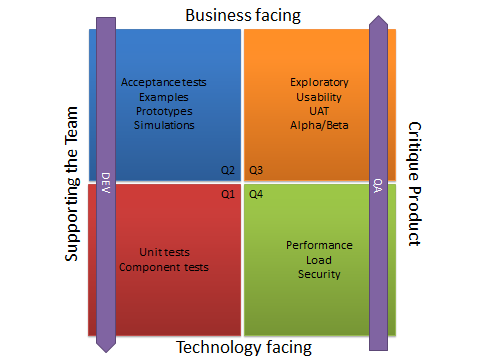 Business facing
Supporting the Team
DEV
Acceptance tests
Examples
Prototypes
Simulations
Q2
Exploratory
Usability
UAT
Alpha/Beta
Q3
Q1
Unit tests
Component tests
Q4
Performance
Load
Security
QA
Critique Product
Technology facing